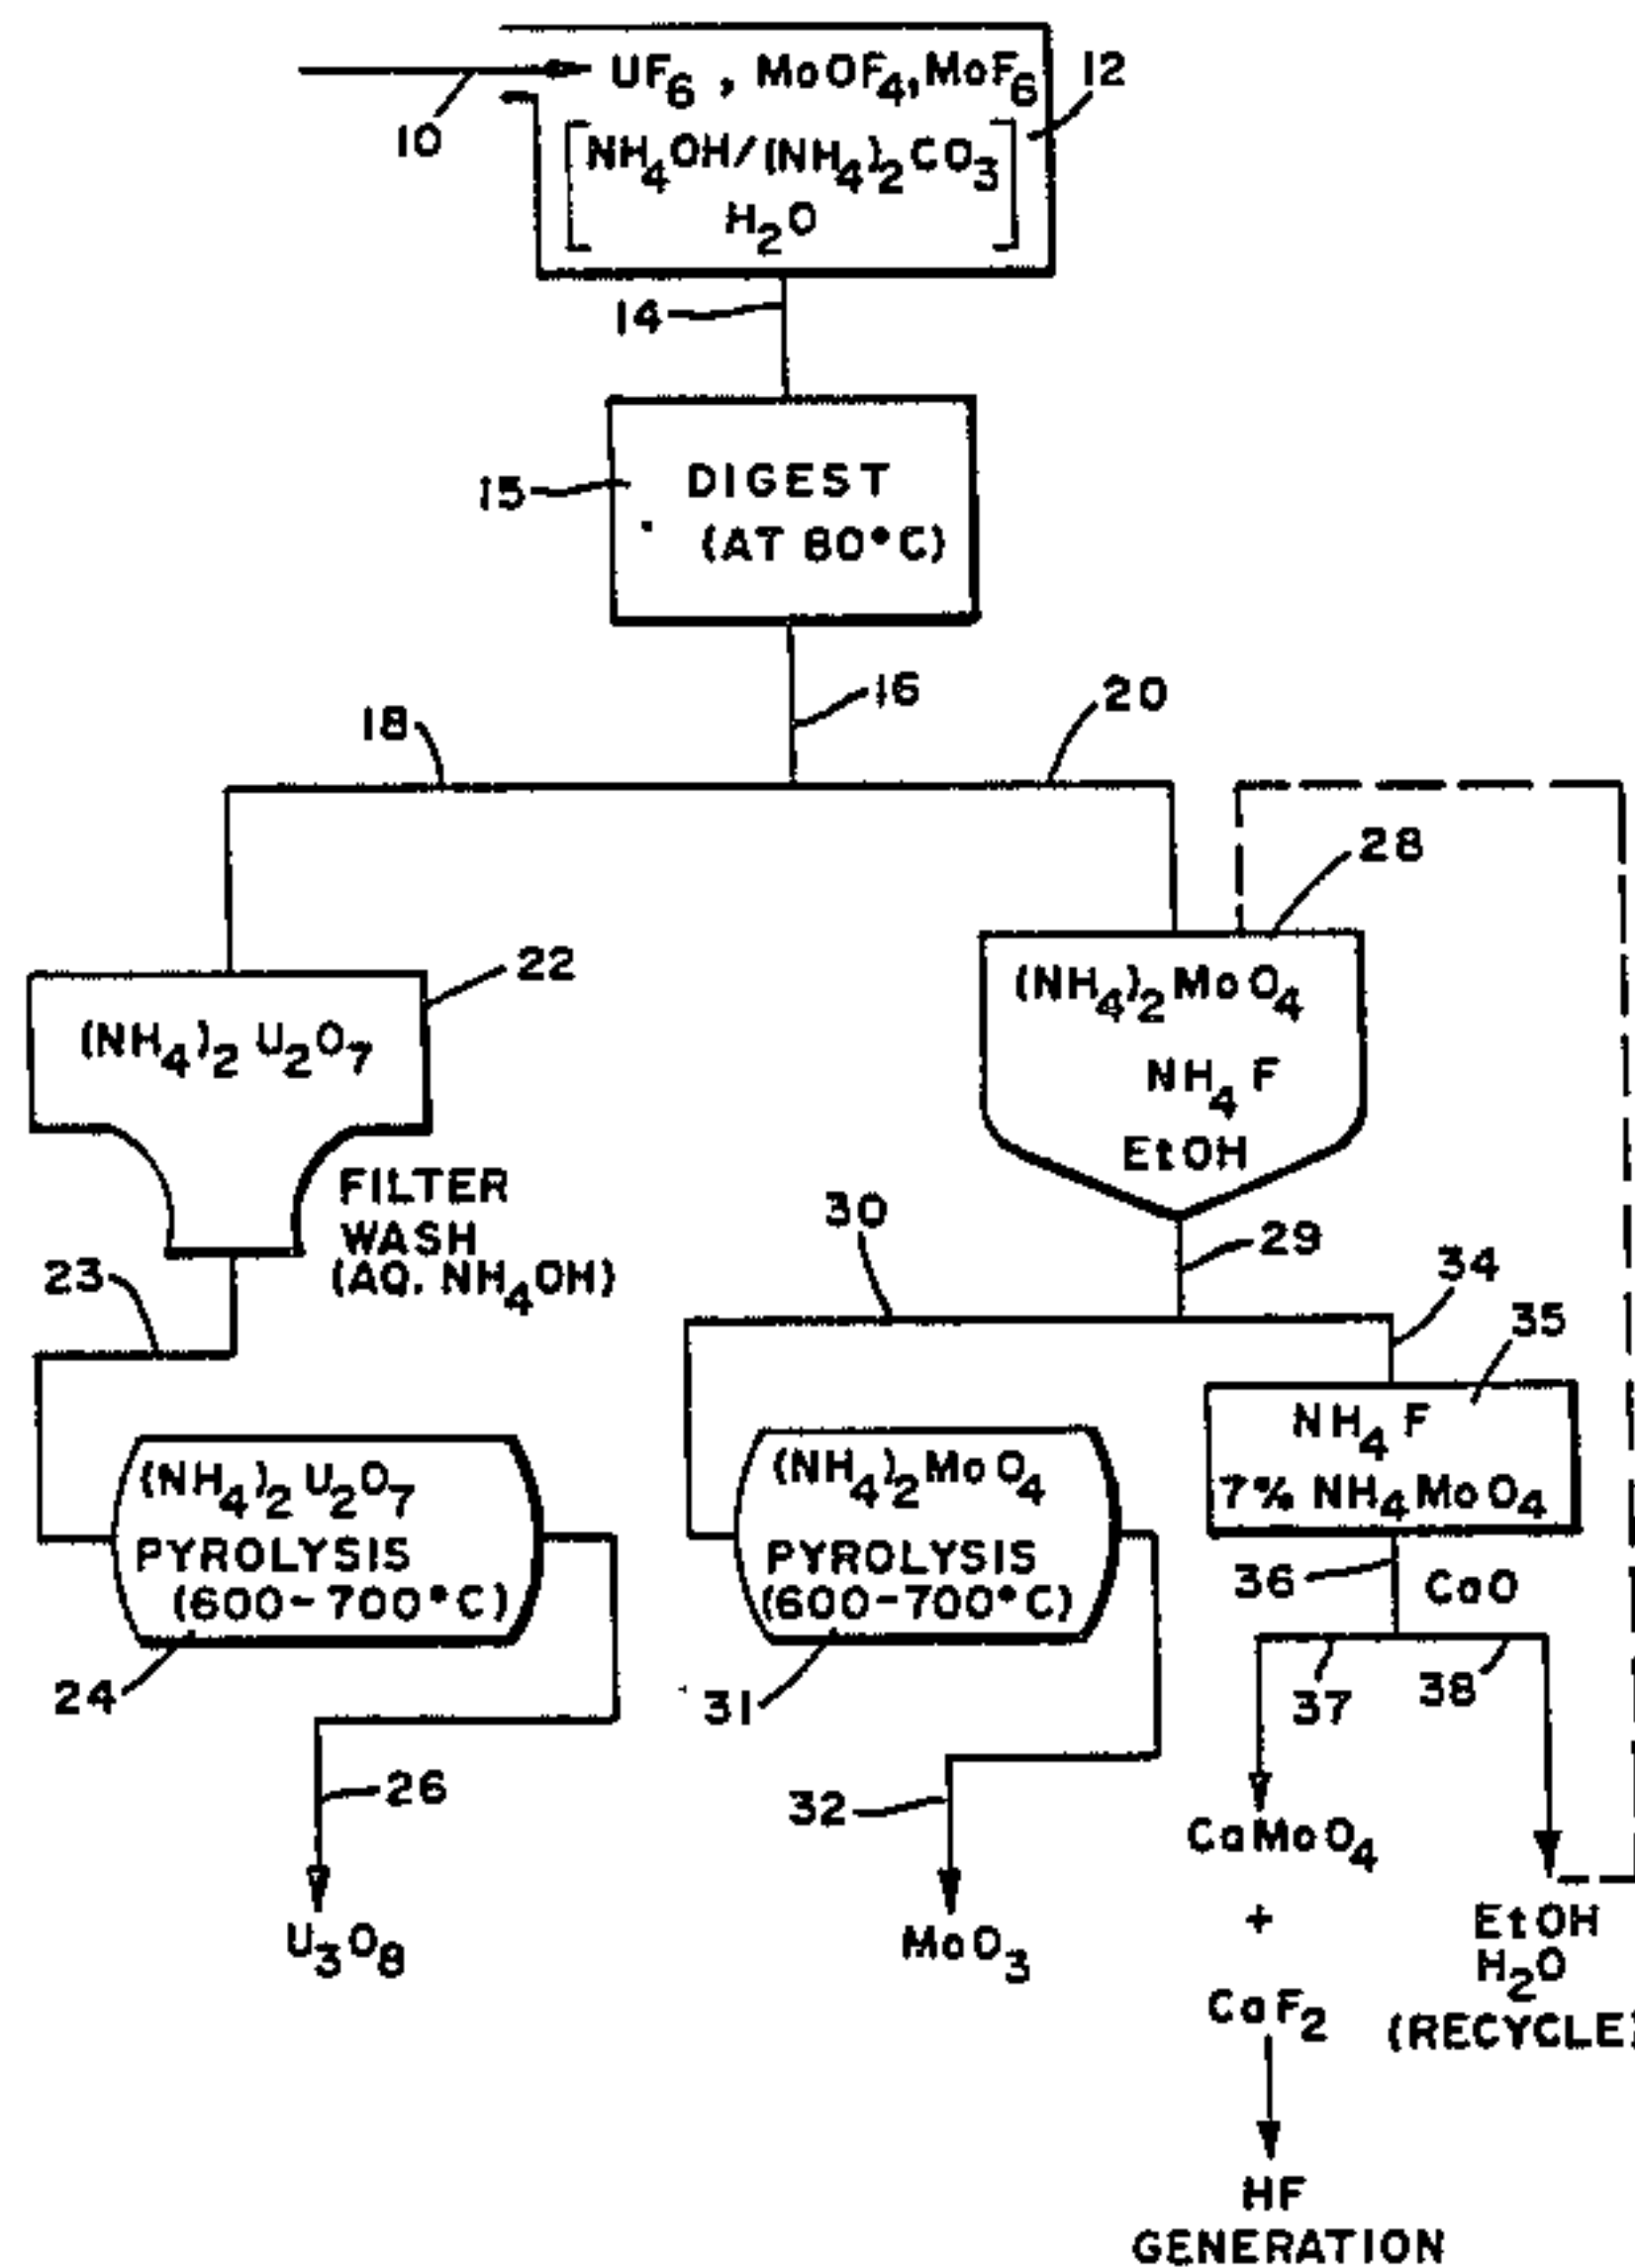 UF6 , MoOF4, MoF6
12
10
NH4OH/(NH4)2CO3
H2O
14
15
DIGEST
(AT 80°C)
16
18
20
28
22
(NH4)2 U2O7
(NH4)2 MoO4
NH4 F
EtOH
FILTER
WASH
(AQ. NH4OH)
23
30
29
34
35
(NH4)2 U2O7
PYROLYSIS
(600-700°C)
24
(NH4)2 MoO4
PYROLYSIS
(600-700°C)
31
NH4 F
7% NH4 MoO4
36
CaO
37
38
26
32
U3O8
MoO3
CaMoO4
+
CaF2
EtOH
H2O
(RECYCLE)
HF
GENERATION